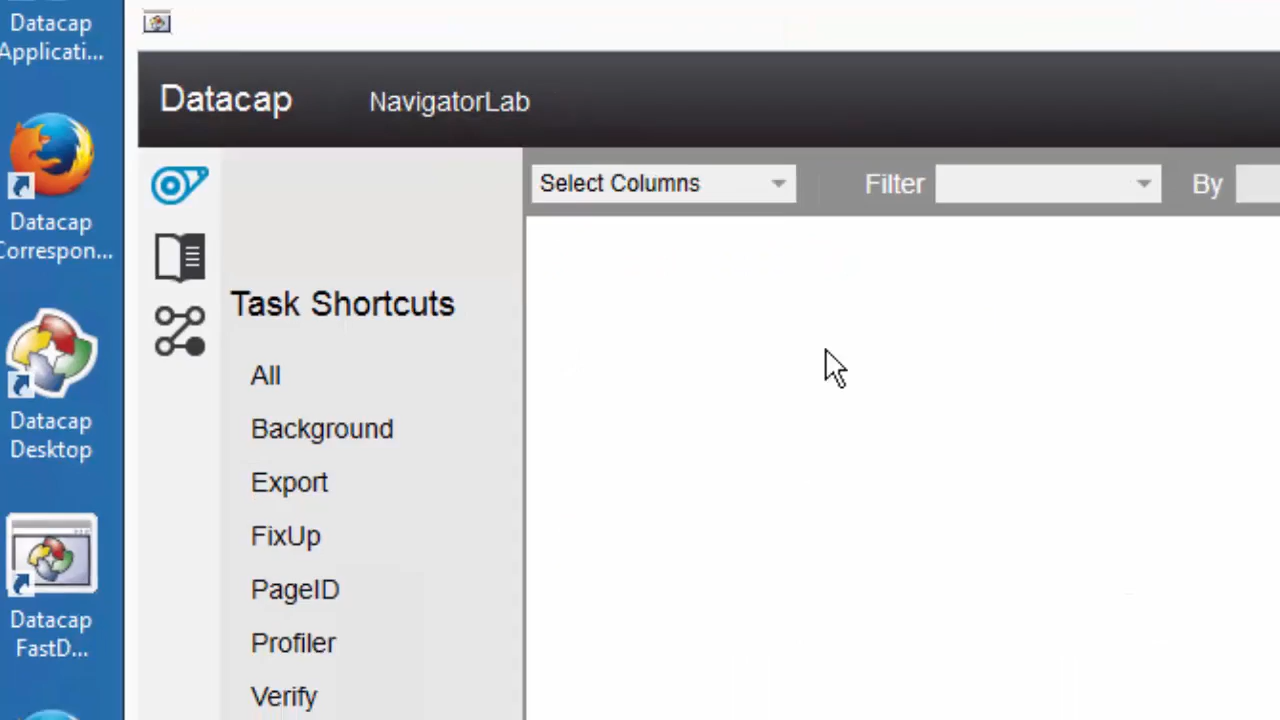 Datacap
Applicati...
Datacap
Correspon...
Datacap
Desktop
Datacap
FastD...
Datacap
NavigatorLab
Select Columns
Filter
By
Task Shortcuts
All
Background
Export
FixUp
PageID
Profiler
Verify